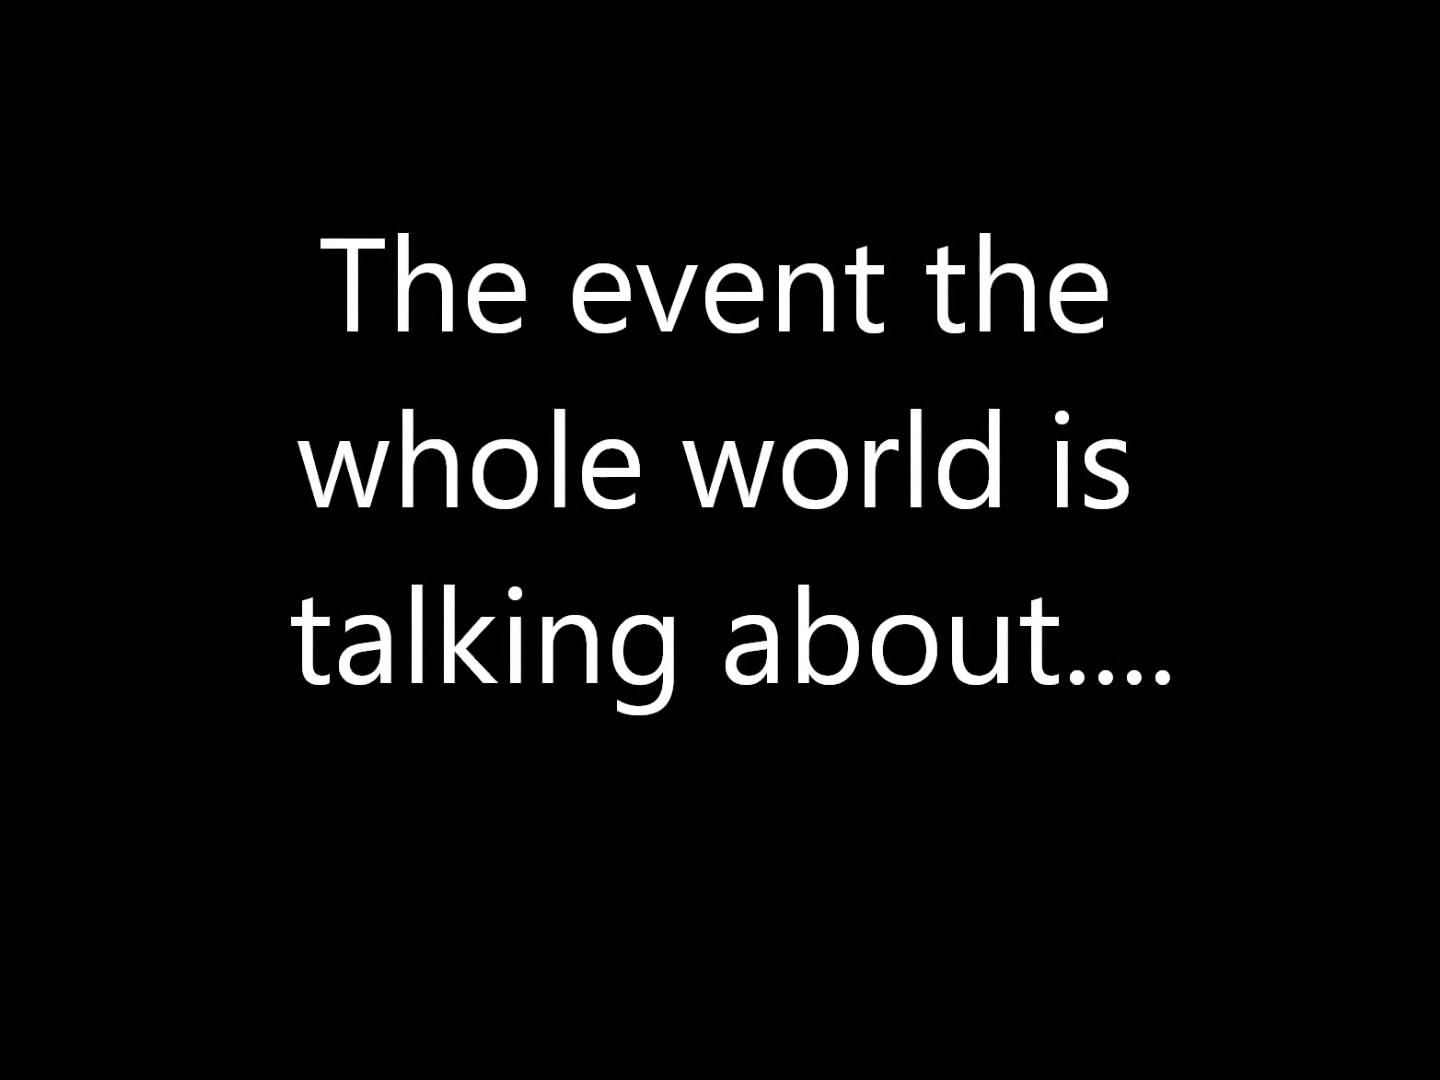 The event the
whole world is
talking about....